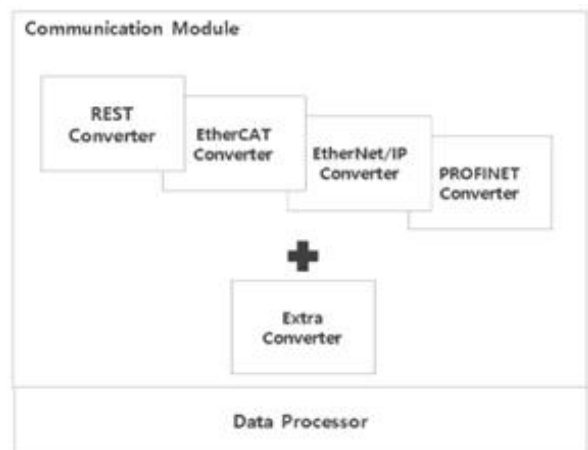 Communication Module
REST
Converter
EtherCAT
Converter
EtherNet/IP
Converter
PROFINET
Converter
Extra
Converter
Data Processor